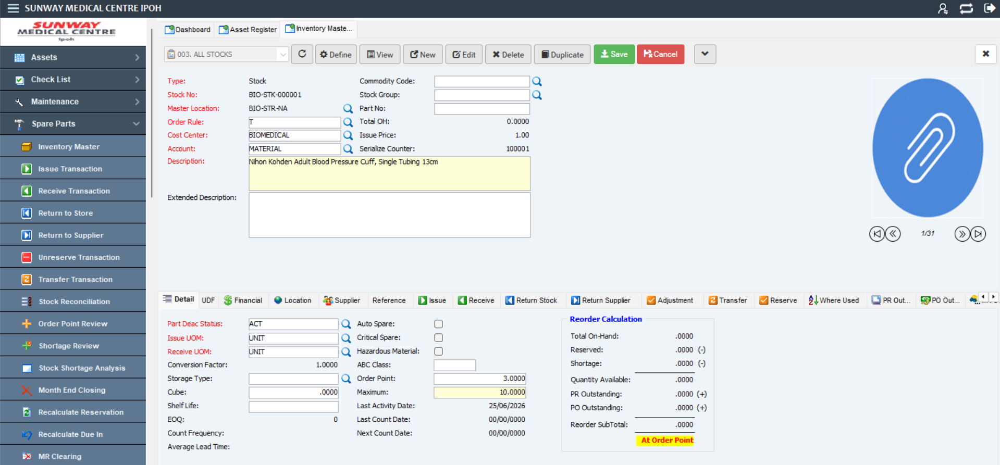 SUNWAY MEDICAL CENTRE IPOH
SUNWAY
MEDICAL CENTRE
Ipoh
Assets
Check List
Maintenance
Spare Parts
Inventory Master
Issue Transaction
Receive Transaction
Return to Store
Return to Supplier
Unreserve Transaction
Transfer Transaction
Stock Reconciliation
Order Point Review
Shortage Review
Stock Shortage Analysis
Month End Closing
Recalculate Reservation
Recalculate Due In
MR Clearing
Dashboard Asset Register Inventory Maste...
003. ALL STOCKS Define View New Edit Delete Duplicate Save Cancel
Type: Stock Commodity Code:
Stock No: BIO-STK-000001 Stock Group:
Master Location: BIO-STR-NA Part No:
Order Rule: T Total OH: 0.0000
Cost Center: BIOMEDICAL Issue Price: 1.00
Account: MATERIAL Serialize Counter: 100001
Description: Nihon Kohden Adult Blood Pressure Cuff, Single Tubing 13cm
Extended Description:
1/31
Detail UDF Financial Location Supplier Reference Issue Receive Return Stock Return Supplier Adjustment Transfer Reserve Where Used PR Out... PO Out...
Part Deac Status: ACT Auto Spare:
Issue UOM: UNIT Critical Spare:
Receive UOM: UNIT Hazardous Material:
Conversion Factor: 1.0000 ABC Class:
Storage Type: Order Point: 3.0000
Cube: .0000 Maximum: 10.0000
Shelf Life: Last Activity Date: 25/06/2026
EOQ: 0 Last Count Date: 00/00/0000
Count Frequency: Next Count Date: 00/00/0000
Average Lead Time:
Reorder Calculation
Total On-Hand: .0000
Reserved: .0000 (-)
Shortage: .0000 (-)
Quantity Available: .0000
PR Outstanding: .0000 (+)
PO Outstanding: .0000 (+)
Reorder SubTotal: .0000
At Order Point